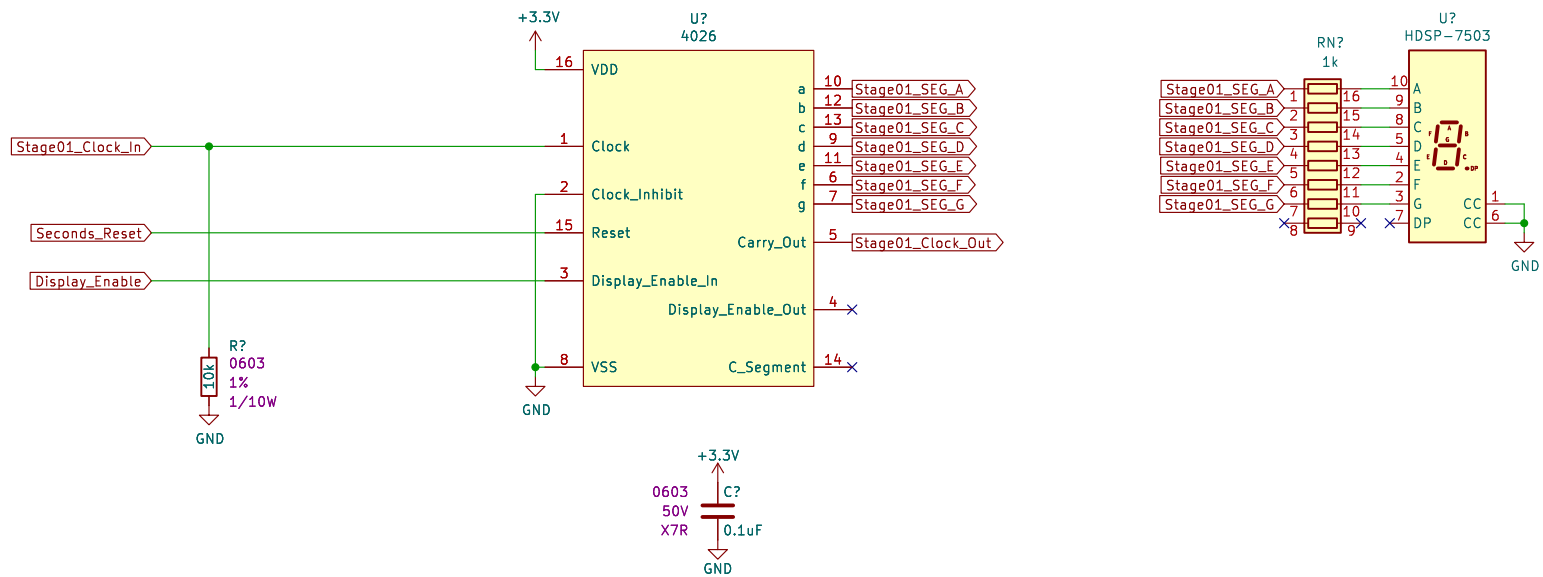 +3.3V
U?
4026
16 VDD
a 10 Stage01_SEG_A
b 12 Stage01_SEG_B
c 13 Stage01_SEG_C
Stage01_Clock_In
1 Clock
d 9 Stage01_SEG_D
e 11 Stage01_SEG_E
2 Clock_Inhibit
f 6 Stage01_SEG_F
g 7 Stage01_SEG_G
Seconds_Reset
15 Reset
Carry_Out 5 Stage01_Clock_Out
Display_Enable
3 Display_Enable_In
Display_Enable_Out 4
8 VSS
C_Segment 14
GND
R?
10k
0603
1%
1/10W
GND
+3.3V
0603 C?
50V
X7R 0.1uF
GND
RN?
1k
U?
HDSP-7503
Stage01_SEG_A 1 16 10 A
Stage01_SEG_B 2 15 9 B
Stage01_SEG_C 3 14 8 C
Stage01_SEG_D 4 13 5 D
Stage01_SEG_E 5 12 4 E
Stage01_SEG_F 6 11 2 F
Stage01_SEG_G 7 10 3 G
8 9 7 DP
A
F B
G
E C
D
DP
CC 1
CC 6
GND